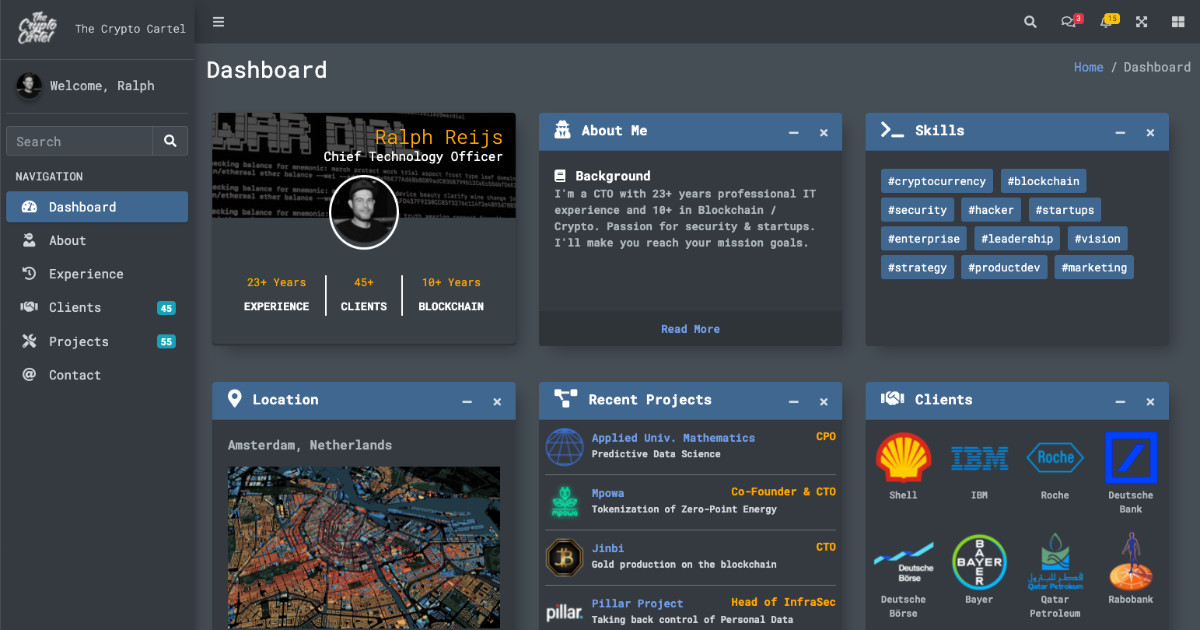 The Crypto Cartel
The Crypto Cartel
3
15
Welcome, Ralph
Dashboard
Home / Dashboard
Search
NAVIGATION
Dashboard
About
Experience
Clients 45
Projects 55
Contact
WAR DIAL
Ralph Reijs
Chief Technology Officer
23+ Years
EXPERIENCE
45+
CLIENTS
10+ Years
BLOCKCHAIN
About Me
Background
I'm a CTO with 23+ years professional IT
experience and 10+ in Blockchain /
Crypto. Passion for security & startups.
I'll make you reach your mission goals.
Read More
Skills
#cryptocurrency #blockchain
#security #hacker #startups
#enterprise #leadership #vision
#strategy #productdev #marketing
Location
Amsterdam, Netherlands
Recent Projects
Applied Univ. Mathematics CPO
Predictive Data Science
Mpowa Co-Founder & CTO
Tokenization of Zero-Point Energy
mpowa
Jinbi CTO
Gold production on the blockchain
Pillar Project Head of InfraSec
Taking back control of Personal Data
pillar
Clients
IBM
Roche
Shell
IBM
Roche
Deutsche
Bank
Deutsche
Börse
BAYER
BAYER
Qatar Petroleum
Deutsche
Börse
Bayer
Qatar
Petroleum
Rabobank